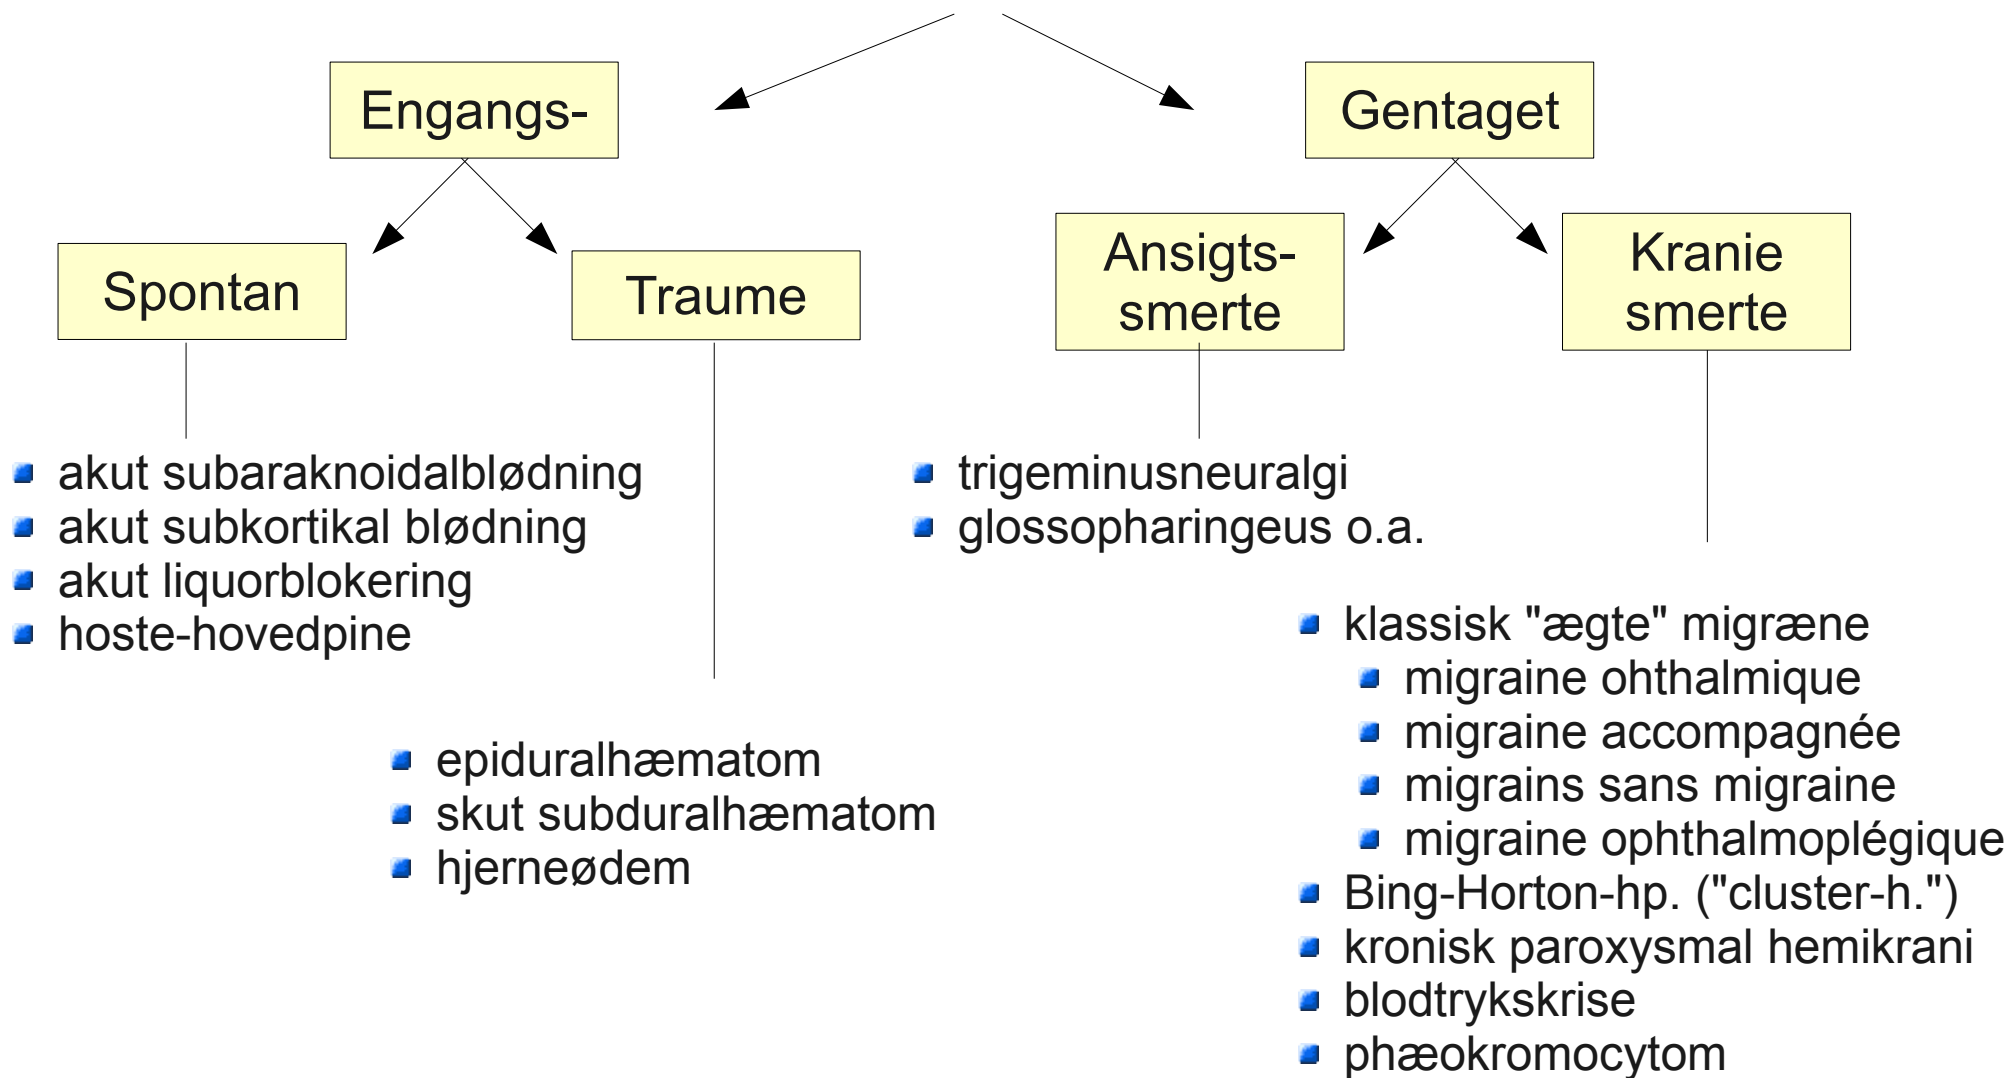 Engangs-
Gentaget
Spontan
Traume
Ansigts-
smerte
Kranie
smerte
akut subaraknoidalblødning
akut subkortikal blødning
akut liquorblokering
hoste-hovedpine
epiduralhæmatom
skut subduralhæmatom
hjerneødem
trigeminusneuralgi
glossopharingeus o.a.
klassisk "ægte" migræne
migraine ohthalmique
migraine accompagnée
migrains sans migraine
migraine ophthalmoplégique
Bing-Horton-hp. ("cluster-h.")
kronisk paroxysmal hemikrani
blodtrykskrise
phæokromocytom